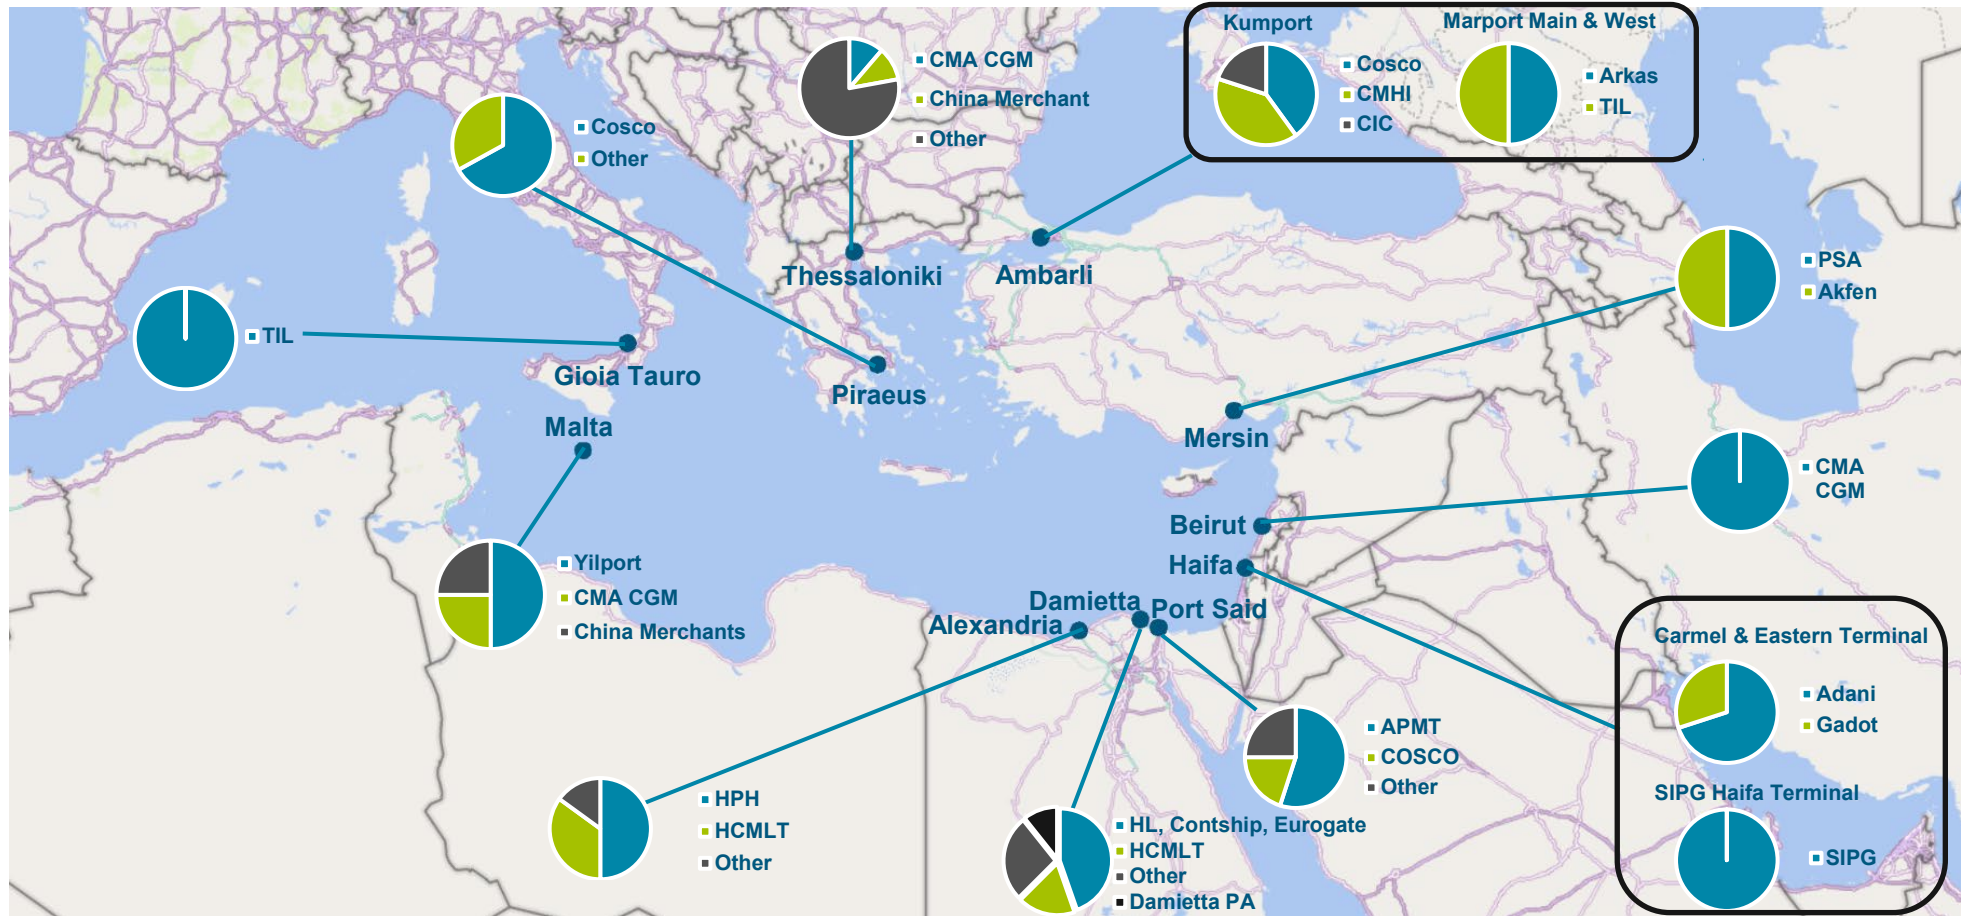 Kumport
Marport Main & West
Cosco
CMHI
CIC
Arkas
TIL
CMA CGM
China Merchant
Other
Cosco
Other
Thessaloniki
Ambarli
PSA
Akfen
TIL
Gioia Tauro
Piraeus
Malta
Mersin
CMA
CGM
Beirut
Haifa
Yilport
CMA CGM
China Merchants
Damietta
Port Said
Alexandria
Carmel & Eastern Terminal
Adani
Gadot
APMT
COSCO
Other
SIPG Haifa Terminal
SIPG
HPH
HCMLT
Other
HL, Contship, Eurogate
HCMLT
Other
Damietta PA